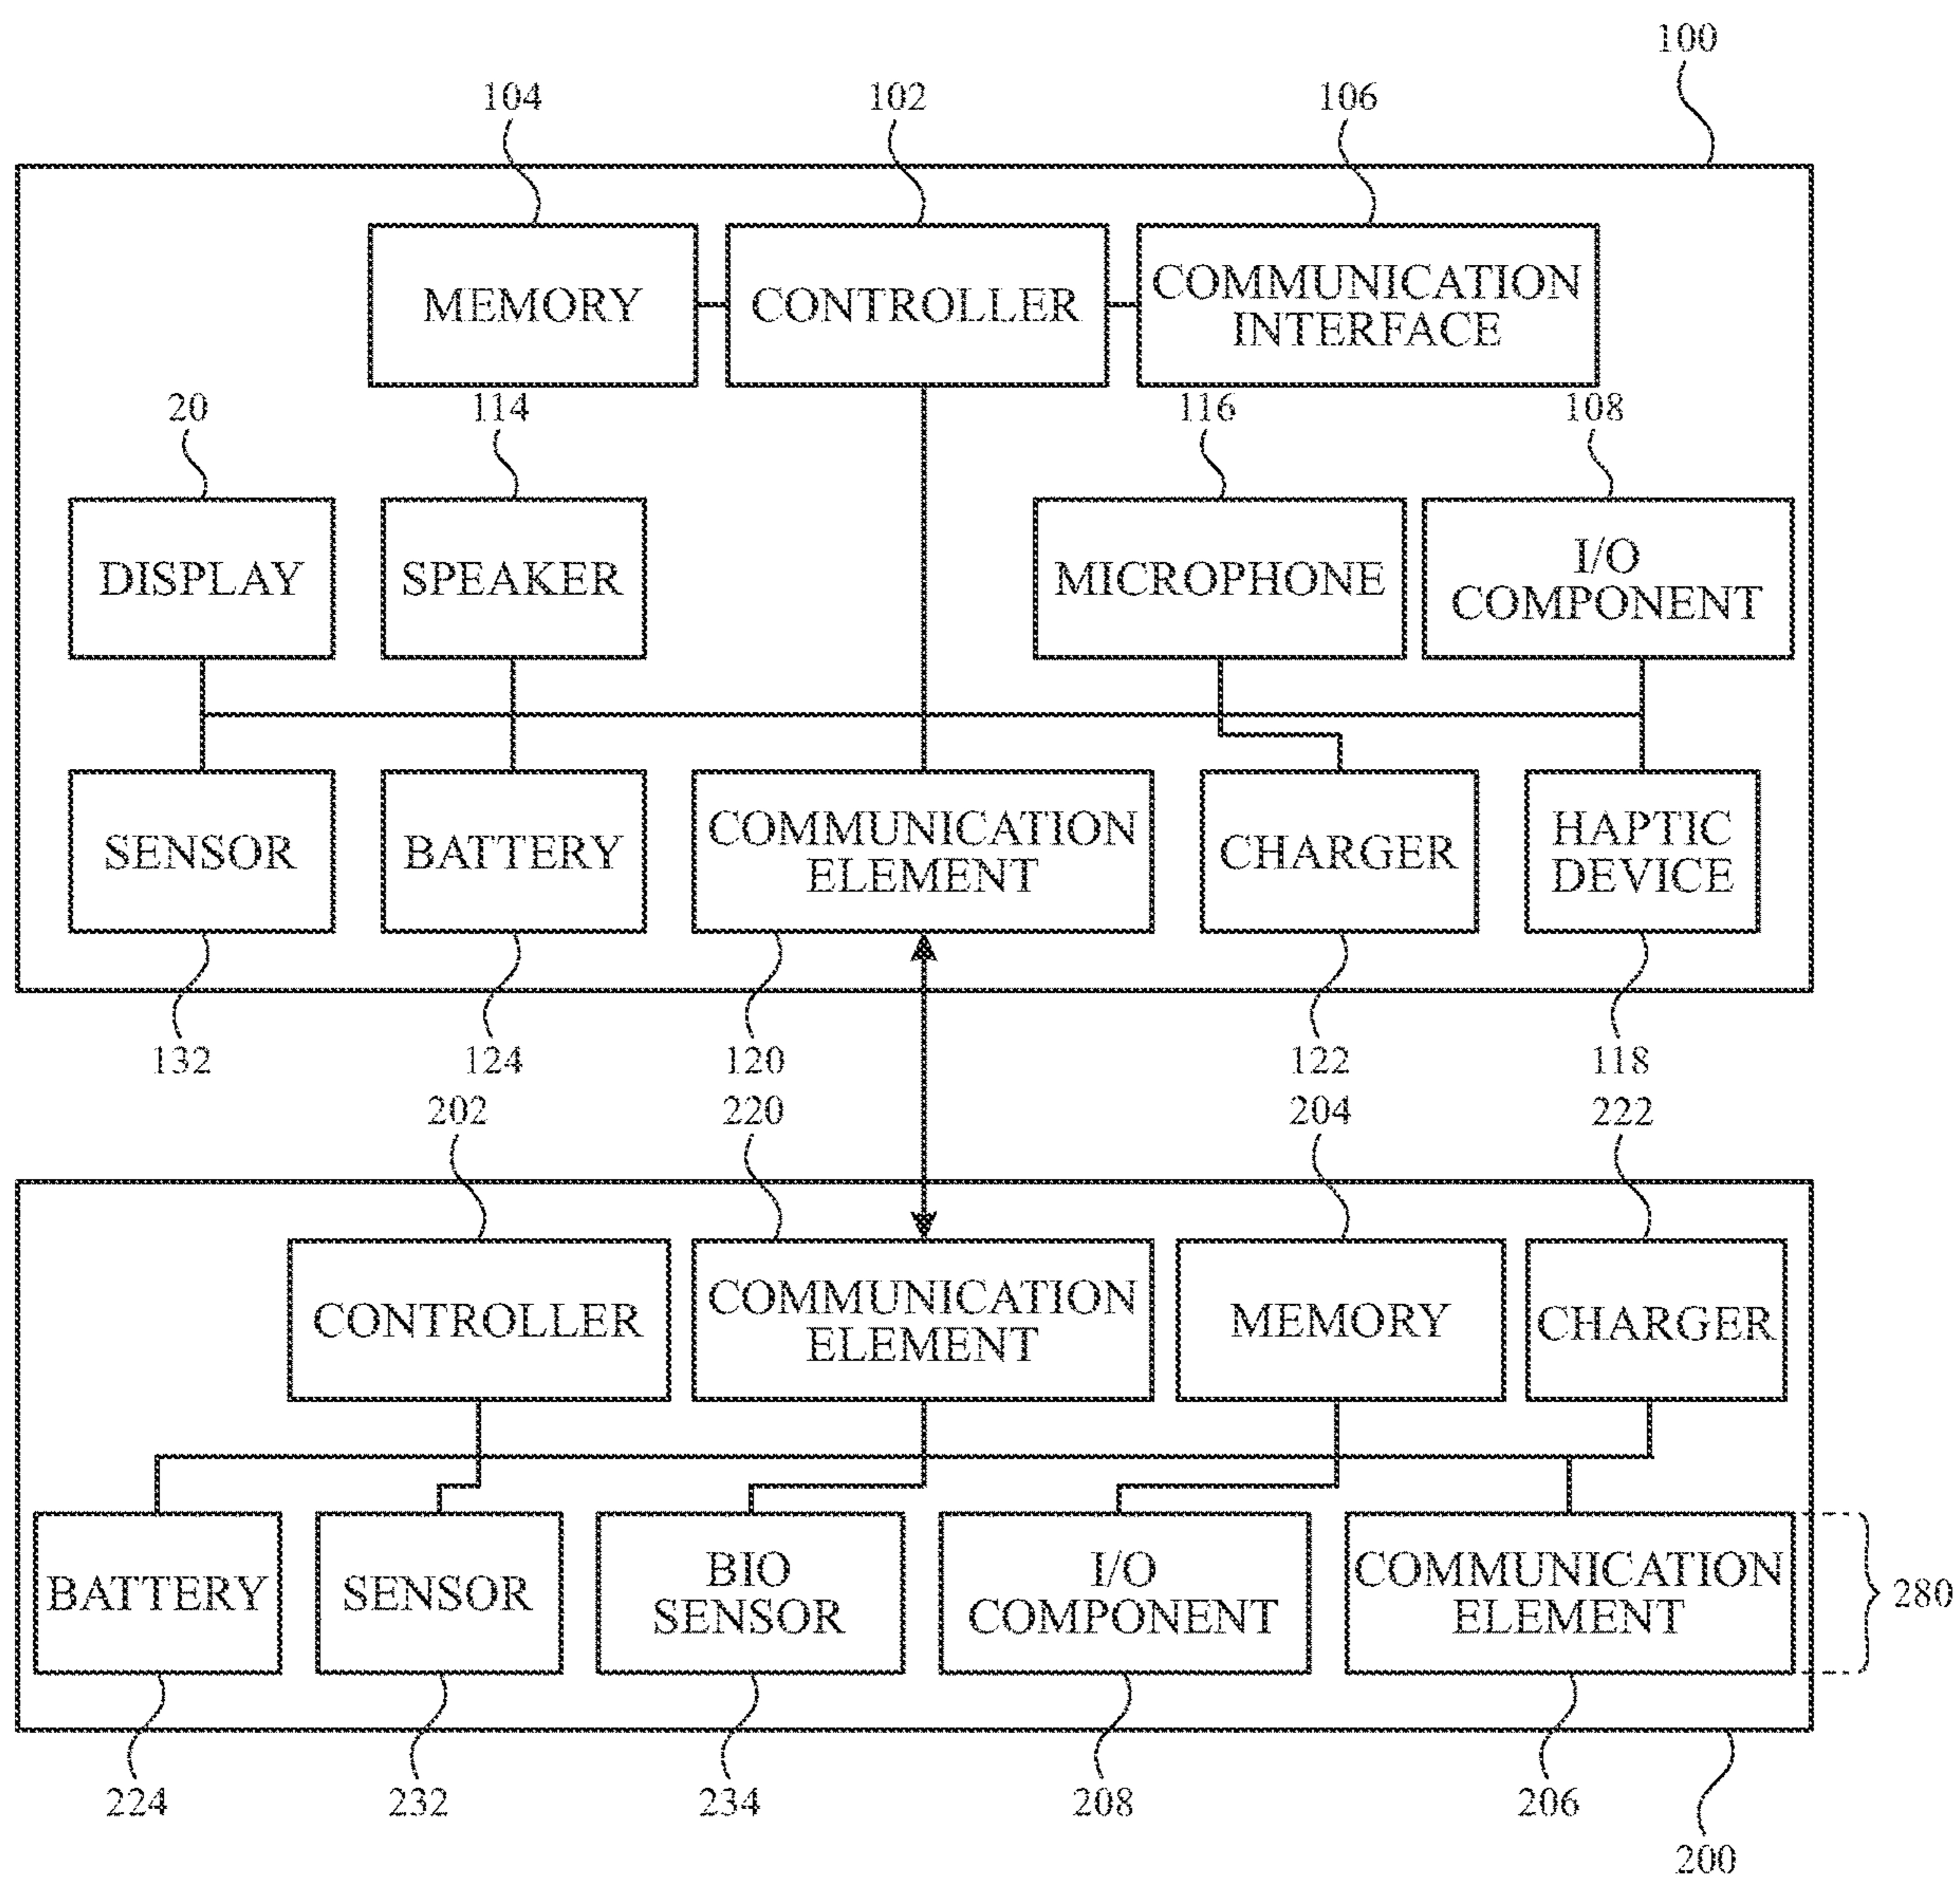 100
104
102
106
MEMORY
CONTROLLER
COMMUNICATION
INTERFACE
20
114
116
108
DISPLAY
SPEAKER
MICROPHONE
I/O
COMPONENT
SENSOR
BATTERY
COMMUNICATION
ELEMENT
CHARGER
HAPTIC
DEVICE
132
124
120
122
118
202
220
204
222
CONTROLLER
COMMUNICATION
ELEMENT
MEMORY
CHARGER
BATTERY
SENSOR
BIO
SENSOR
I/O
COMPONENT
COMMUNICATION
ELEMENT
280
224
232
234
208
206
200